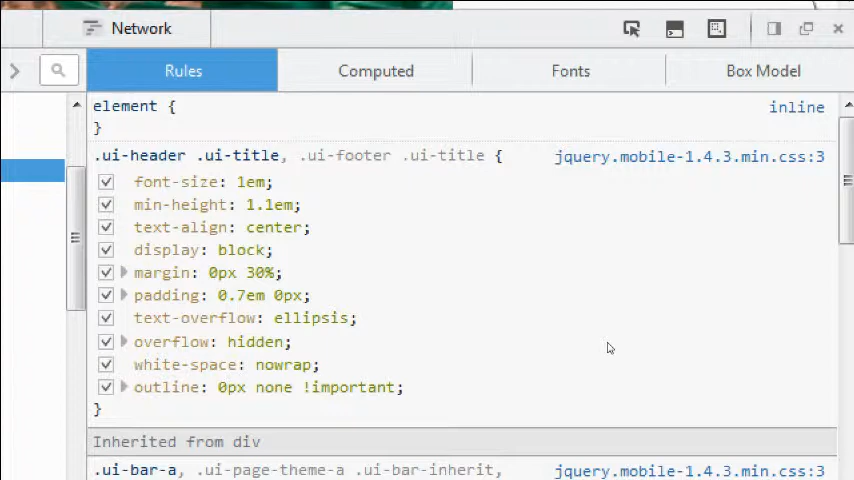 Network
Rules Computed Fonts Box Model
element { inline
}
.ui-header .ui-title, .ui-footer .ui-title { jquery.mobile-1.4.3.min.css:3
font-size: 1em;
min-height: 1.1em;
text-align: center;
display: block;
margin: 0px 30%;
padding: 0.7em 0px;
text-overflow: ellipsis;
overflow: hidden;
white-space: nowrap;
outline: 0px none !important;
}
Inherited from div
.ui-bar-a, .ui-page-theme-a .ui-bar-inherit, jquery.mobile-1.4.3.min.css:3